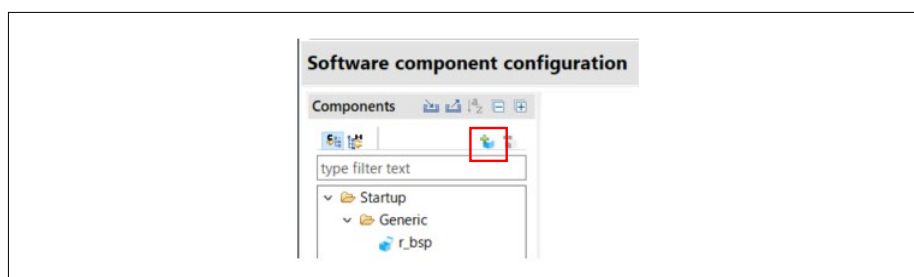 Software component configuration
Components
type filter text
Startup
Generic
r_bsp